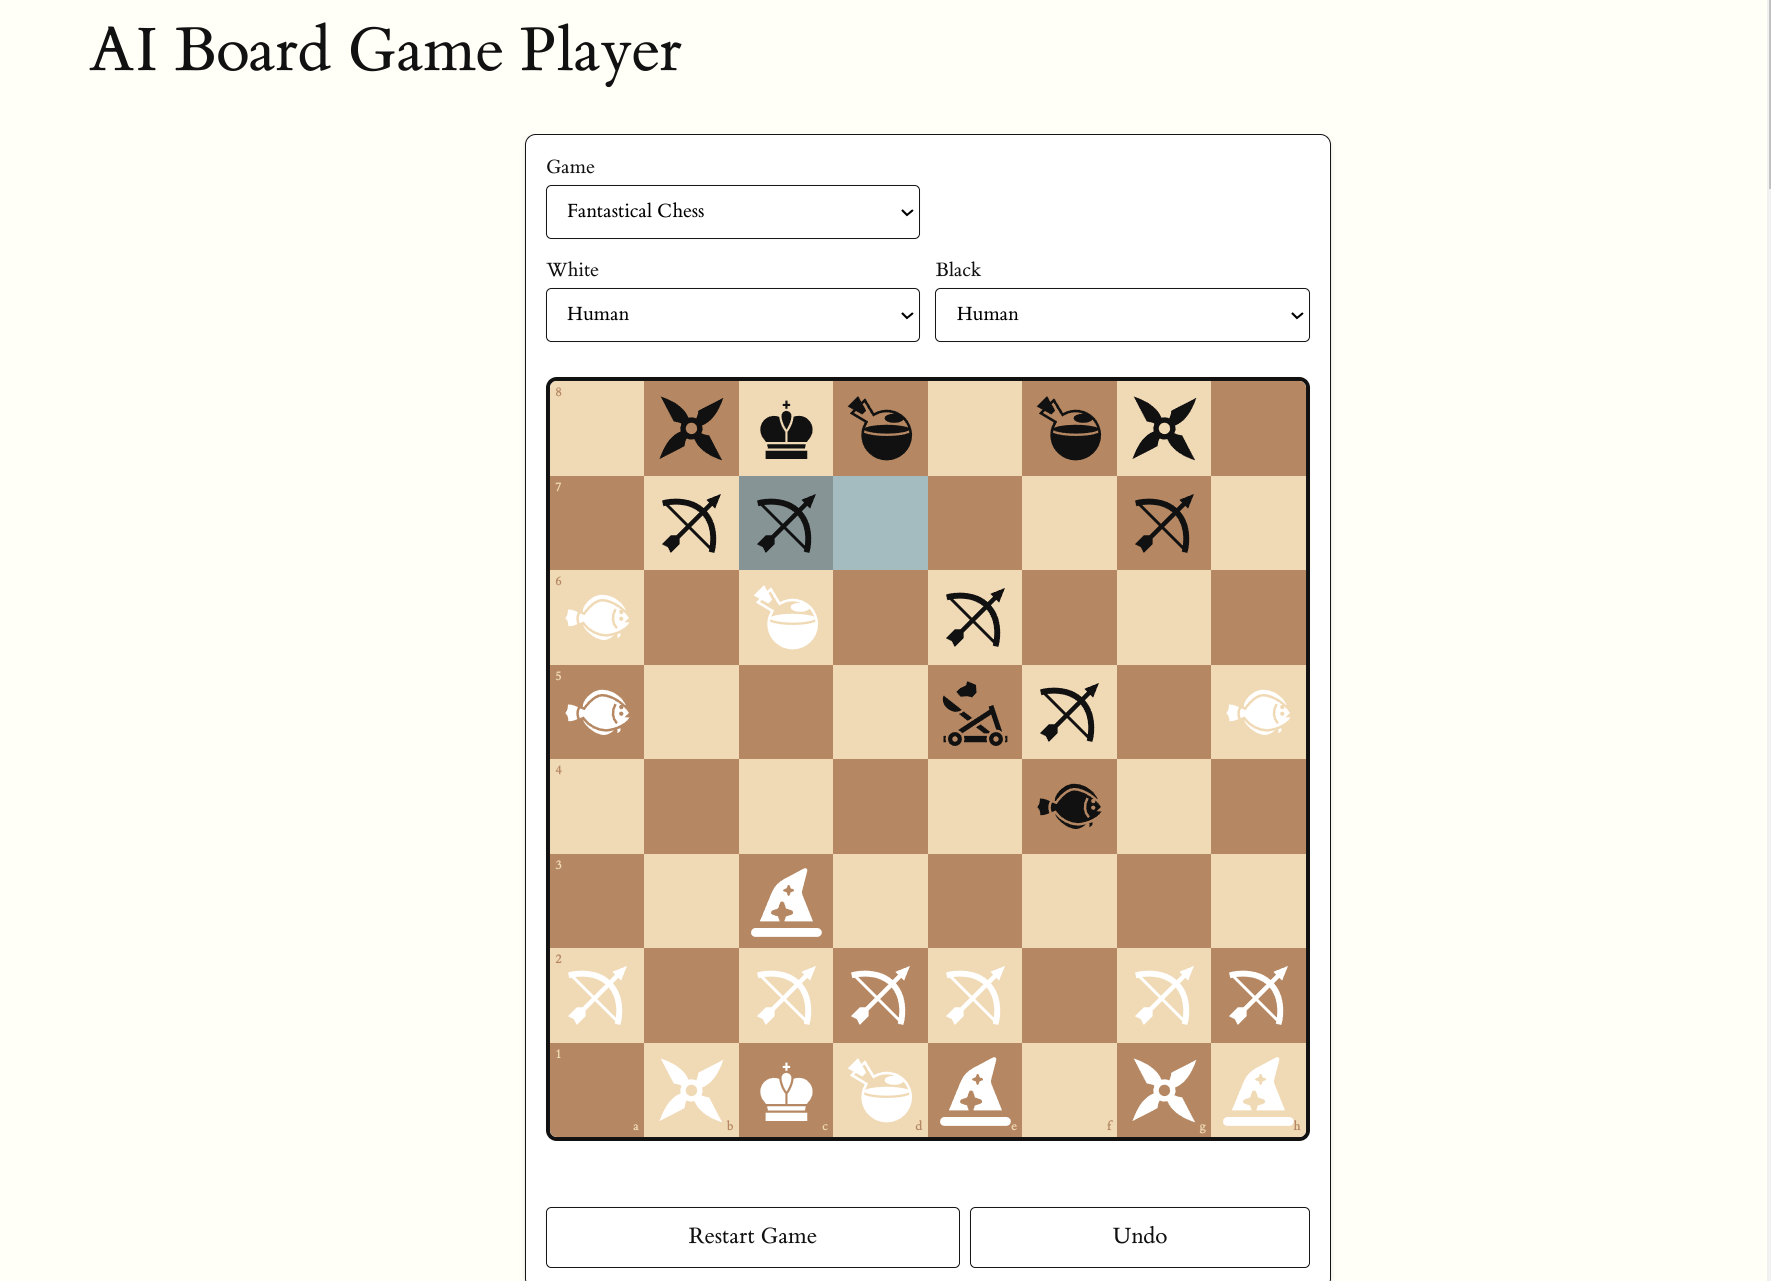 AI Board Game Player
Game
Fantastical Chess
White
Black
Human
Human
8
7
6
5
4
3
2
1
a
b
c
d
e
f
g
h
Restart Game
Undo